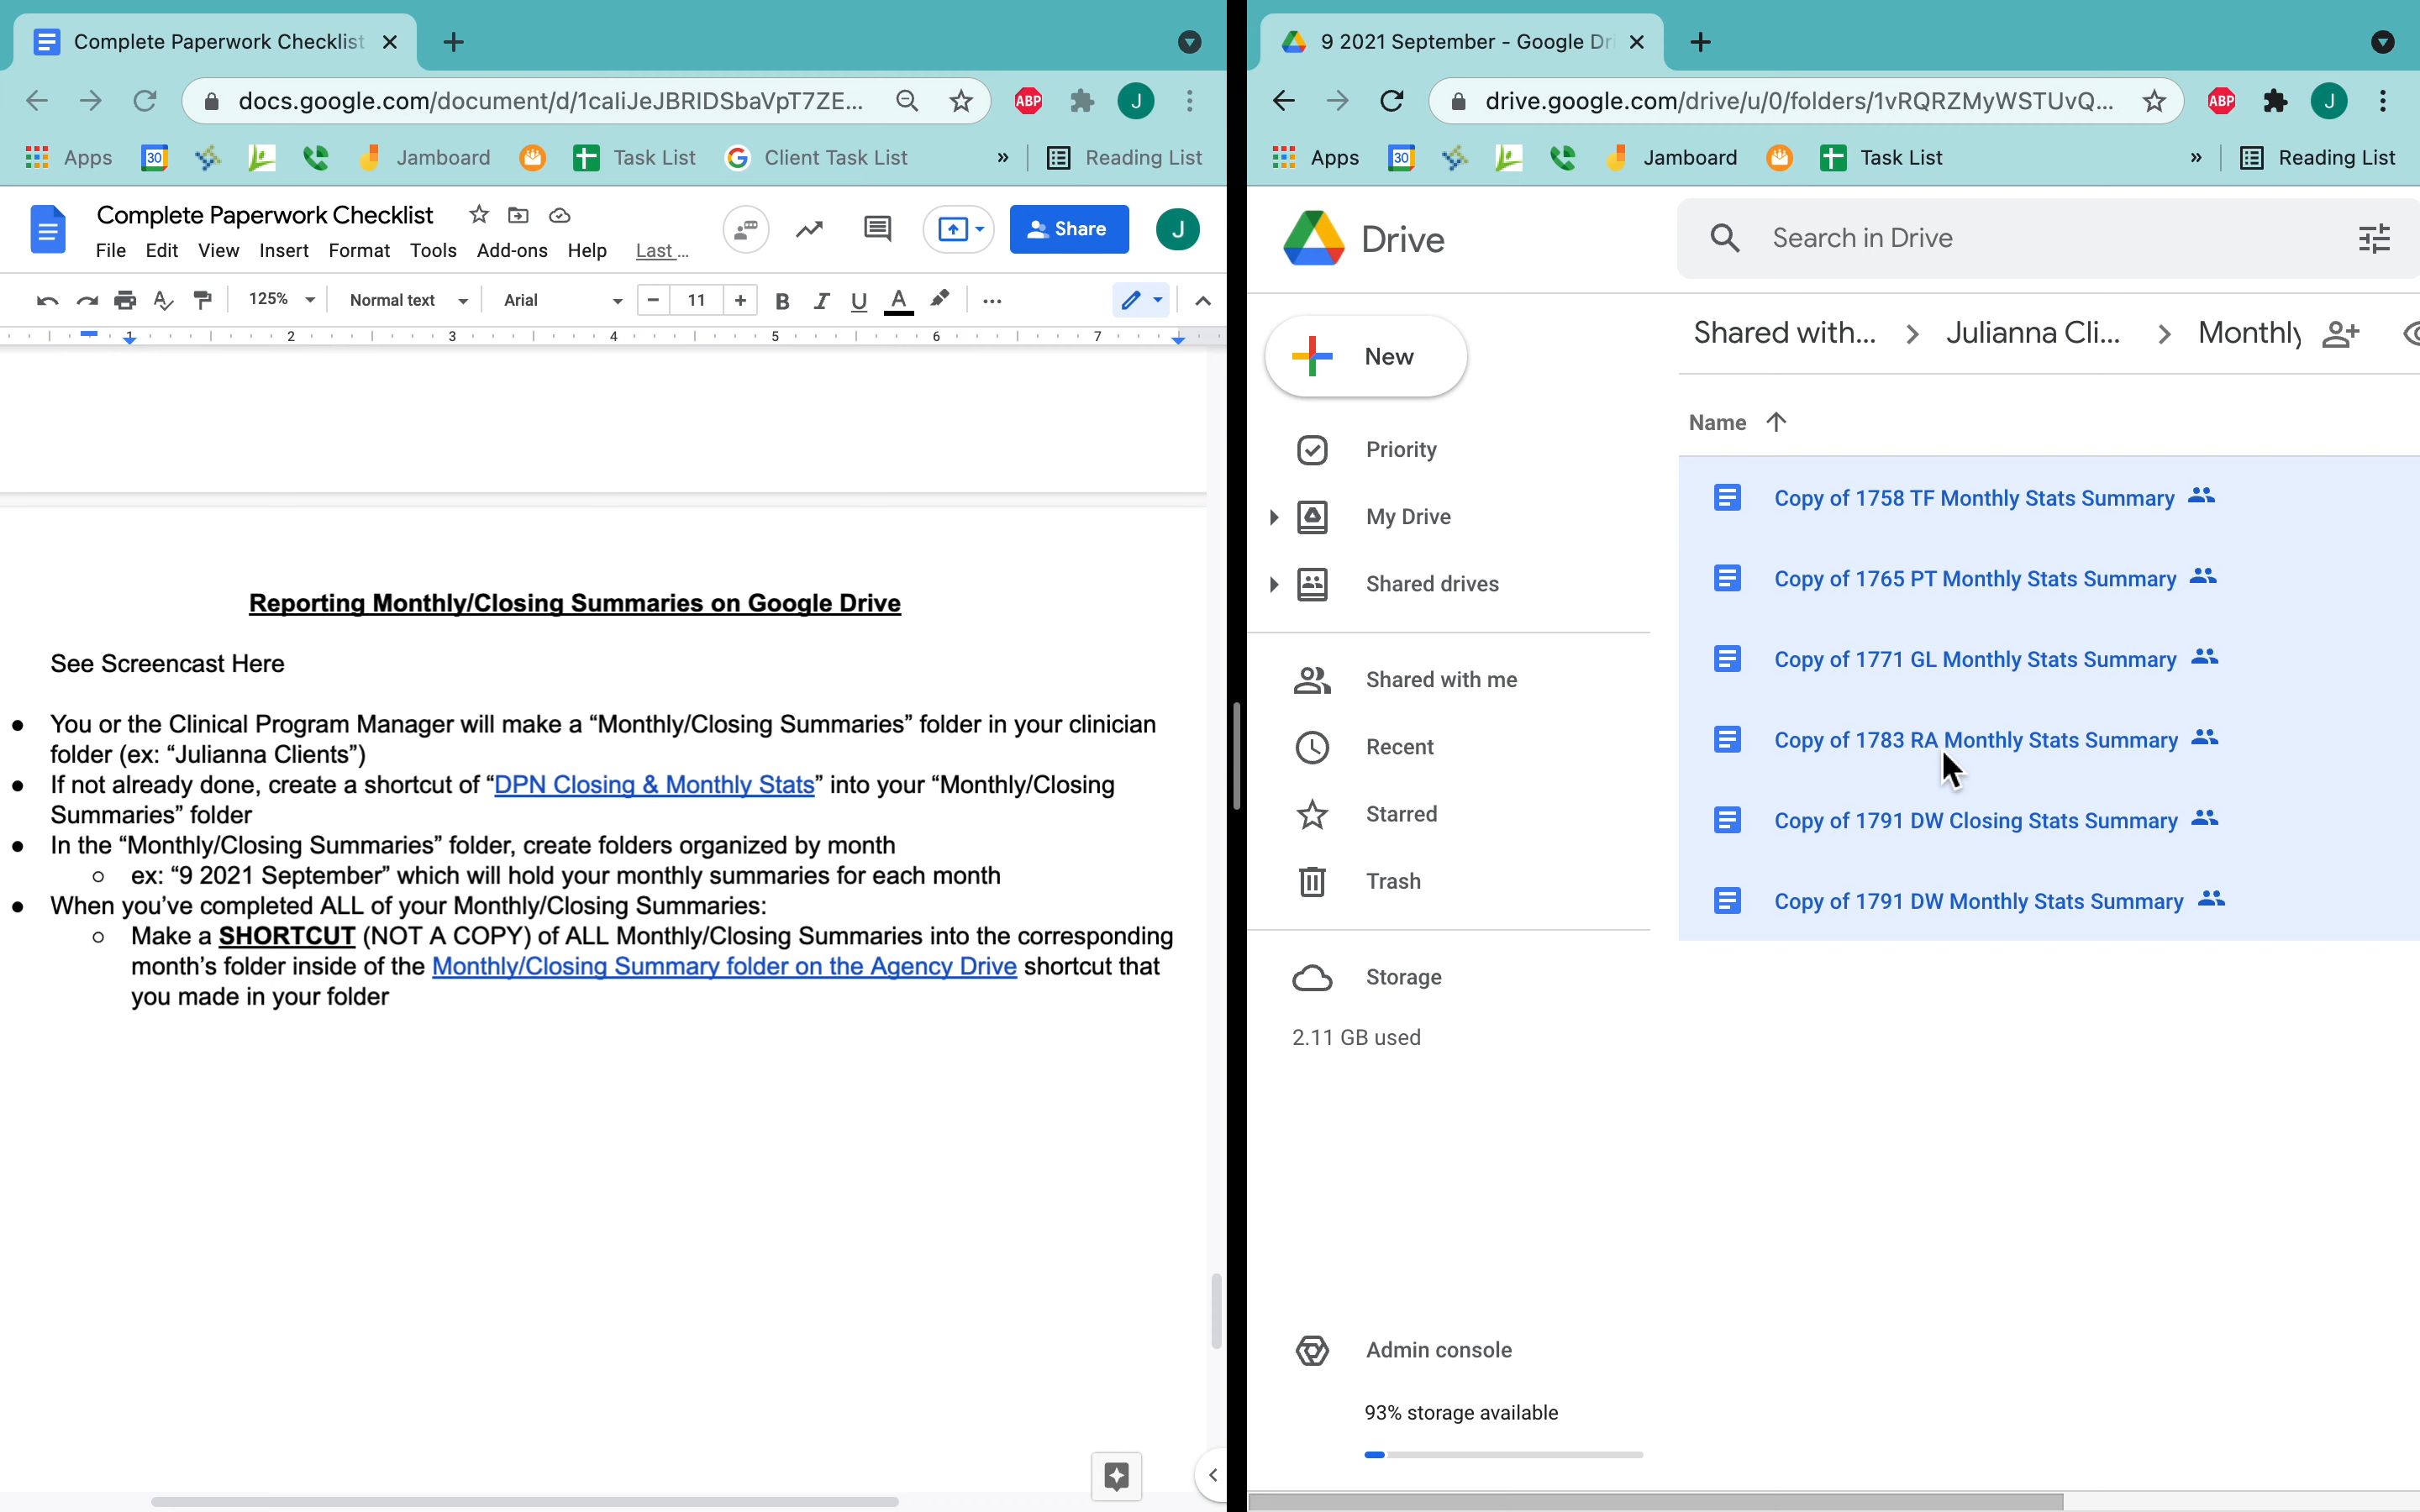 Complete Paperwork Checklist
docs.google.com/document/d/1caliJeJBRIDSbaVpT7ZE...
ABP
J
Apps
30
Jamboard
Task List
Client Task List
»
Reading List
Complete Paperwork Checklist
File Edit View Insert Format Tools Add-ons Help Last ...
Share
J
125%
Normal text
Arial
11
B I U A
1 2 3 4 5 6 7
Reporting Monthly/Closing Summaries on Google Drive
See Screencast Here
● You or the Clinical Program Manager will make a “Monthly/Closing Summaries” folder in your clinician
folder (ex: “Julianna Clients”)
● If not already done, create a shortcut of “DPN Closing & Monthly Stats” into your “Monthly/Closing
Summaries” folder
● In the “Monthly/Closing Summaries” folder, create folders organized by month
○ ex: “9 2021 September” which will hold your monthly summaries for each month
● When you’ve completed ALL of your Monthly/Closing Summaries:
○ Make a SHORTCUT (NOT A COPY) of ALL Monthly/Closing Summaries into the corresponding
month’s folder inside of the Monthly/Closing Summary folder on the Agency Drive shortcut that
you made in your folder
9 2021 September - Google Dri
drive.google.com/drive/u/0/folders/1vRQRZMyWSTUvQ...
ABP
J
Apps
30
Jamboard
Task List
»
Reading List
Drive
Search in Drive
New
Priority
My Drive
Shared drives
Shared with me
Recent
Starred
Trash
Storage
2.11 GB used
Admin console
93% storage available
Shared with... > Julianna Cli... > Monthly
Name
Copy of 1758 TF Monthly Stats Summary
Copy of 1765 PT Monthly Stats Summary
Copy of 1771 GL Monthly Stats Summary
Copy of 1783 RA Monthly Stats Summary
Copy of 1791 DW Closing Stats Summary
Copy of 1791 DW Monthly Stats Summary